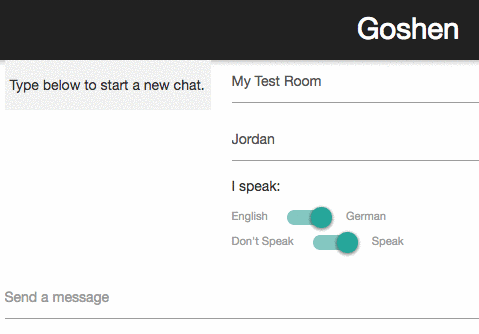 Goshen
Type below to start a new chat.
My Test Room
Jordan
I speak:
English German
Don't Speak Speak
Send a message